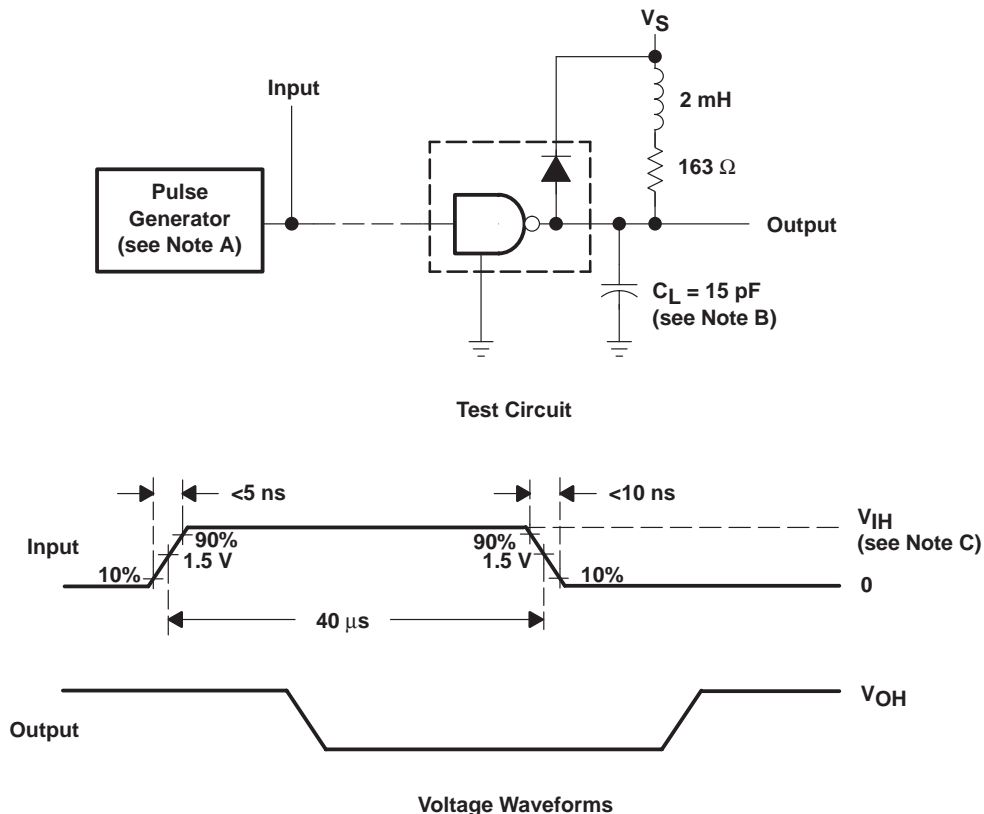 VS
Input
2 mH
163 Ω
Pulse
Generator
(see Note A)
Output
CL = 15 pF
(see Note B)
Test Circuit
<5 ns
<10 ns
Input
90%
1.5 V
10%
90%
1.5 V
10%
VIH
(see Note C)
0
40 μs
Output
VOH
Voltage Waveforms